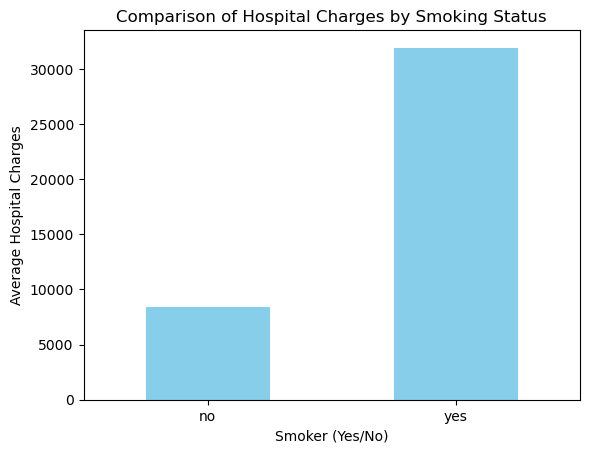 Comparison of Hospital Charges by Smoking Status
Average Hospital Charges
30000
25000
20000
15000
10000
5000
0
no yes
Smoker (Yes/No)